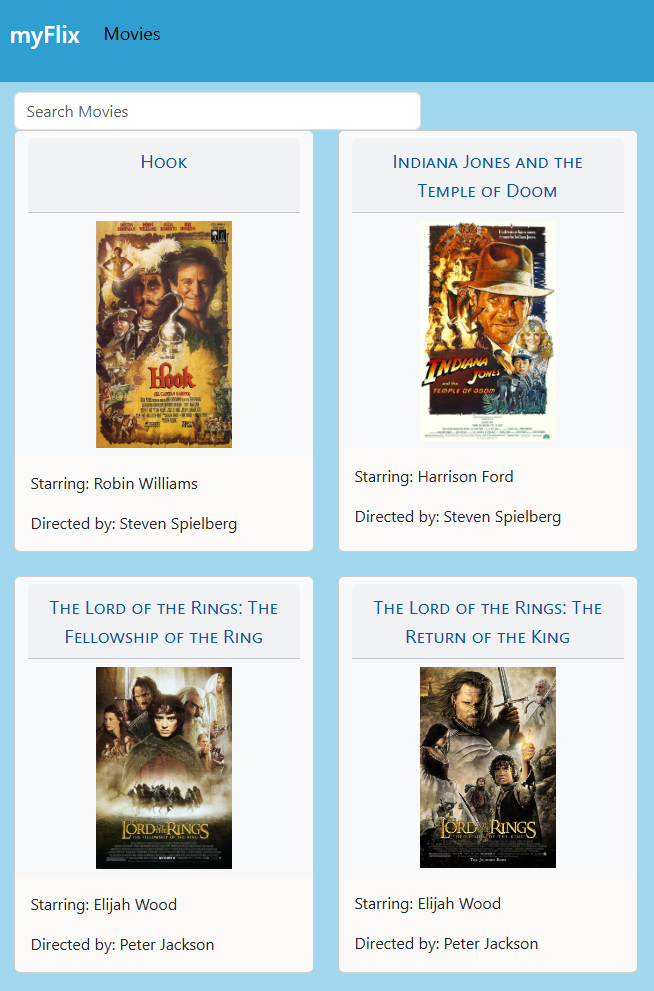 myFlix Movies
Search Movies
Hook
Indiana Jones and the
Temple of Doom
Hook
INDIANA
JONES
and the
TEMPLE OF DOOM
Starring: Robin Williams
Directed by: Steven Spielberg
Starring: Harrison Ford
Directed by: Steven Spielberg
The Lord of the Rings: The
Fellowship of the Ring
The Lord of the Rings: The
Return of the King
THE LORD OF THE RINGS
THE FELLOWSHIP OF THE RING
THE LORD OF THE RINGS
THE RETURN OF THE KING
Starring: Elijah Wood
Directed by: Peter Jackson
Starring: Elijah Wood
Directed by: Peter Jackson